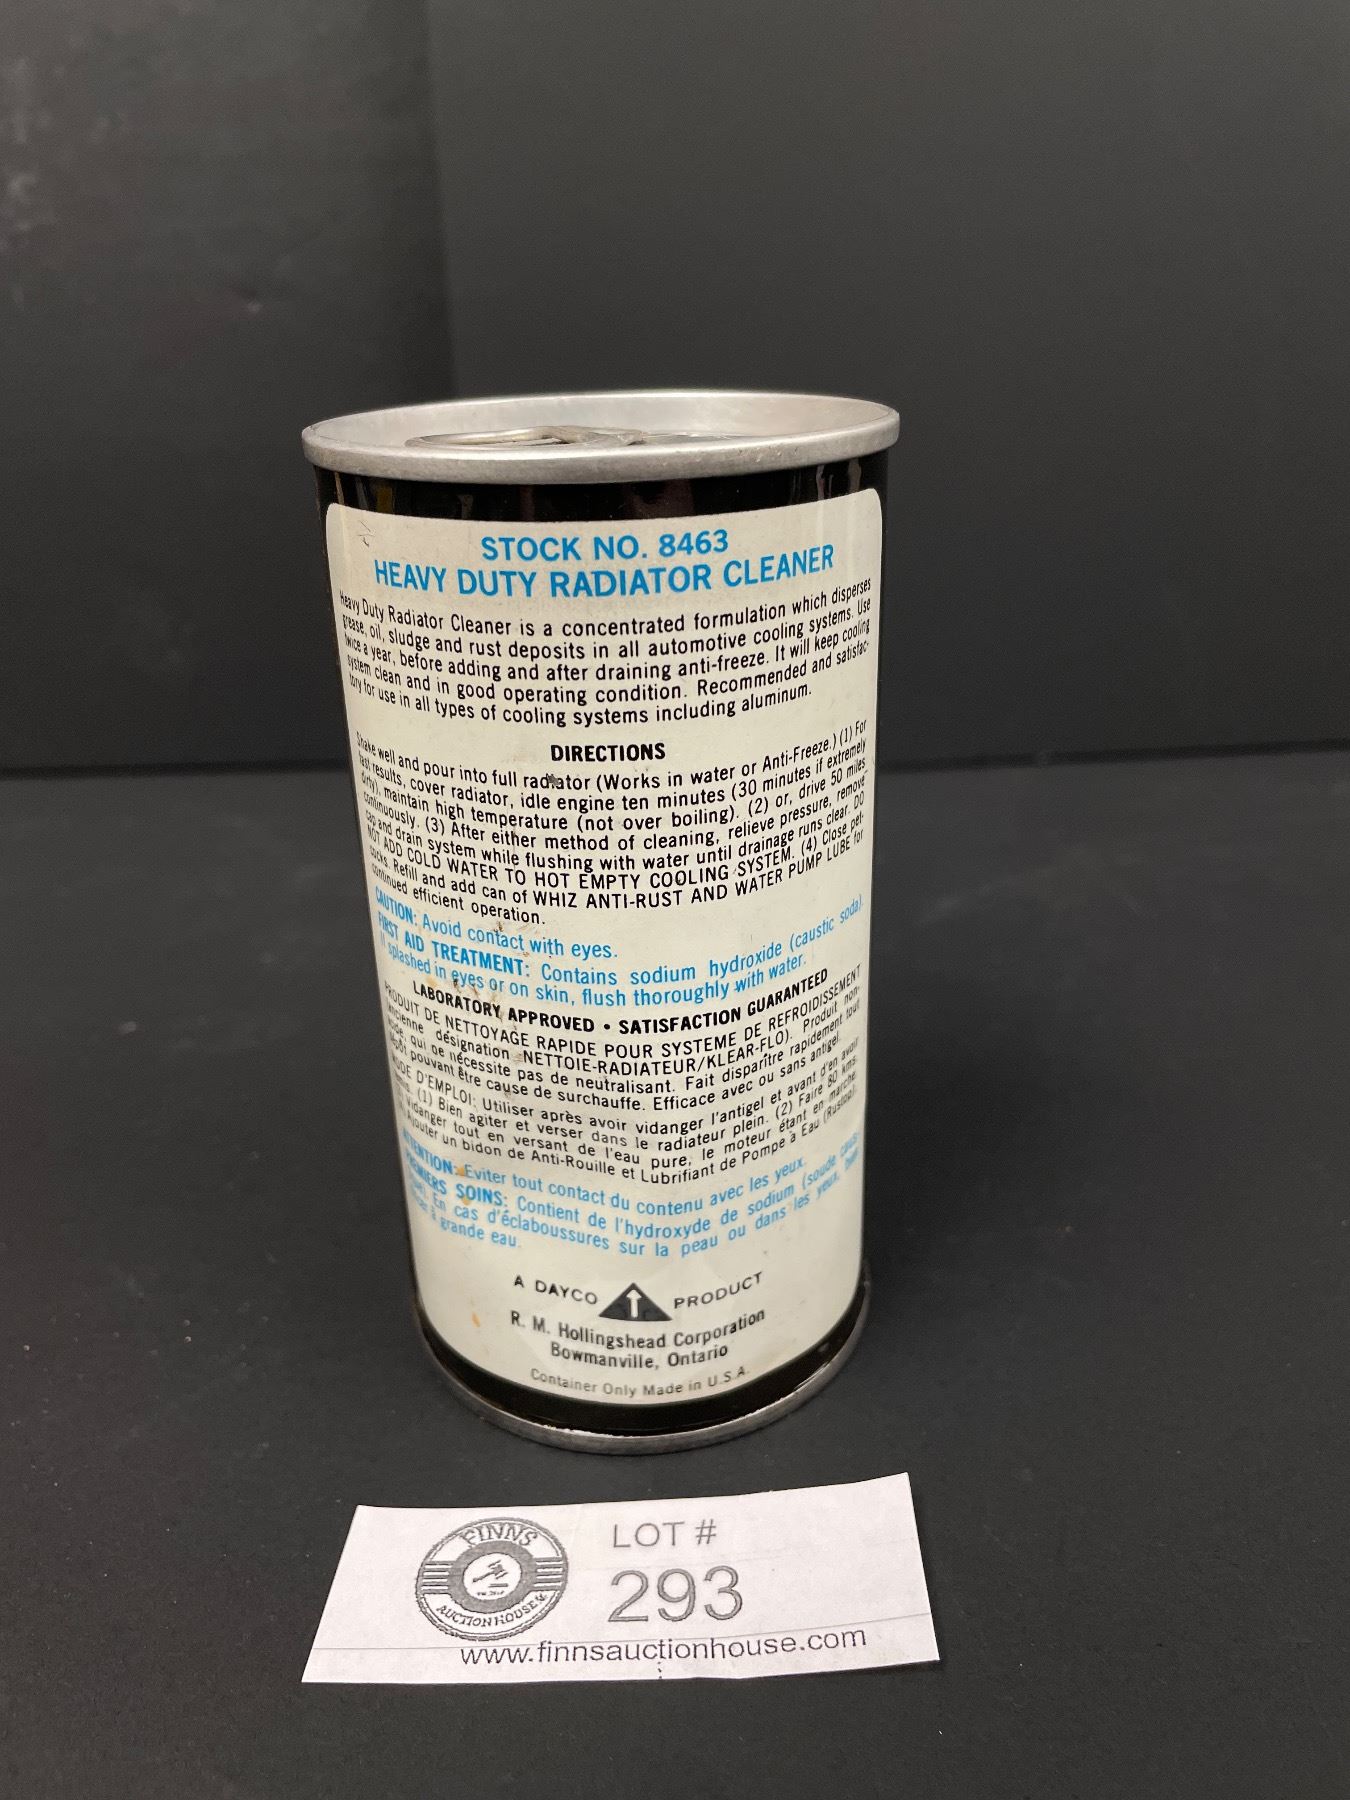 STOCK NO. 8463
HEAVY DUTY RADIATOR CLEANER
Heavy Duty Radiator Cleaner is a concentrated formulation which disperses
grease, oil, sludge and rust deposits in all automotive cooling systems. Use
twice a year, before adding and after draining anti-freeze. It will keep cooling
system clean and in good operating condition. Recommended and satisfac-
tory for use in all types of cooling systems including aluminum.
DIRECTIONS
Shake well and pour into full radiator (Works in water or Anti-Freeze.) (1) For
fast results, cover radiator, idle engine ten minutes (30 minutes if extremely
dirty), maintain high temperature (not over boiling). (2) or, drive 50 miles
continuously. (3) After either method of cleaning, relieve pressure, remove
cap and drain system while flushing with water until drainage runs clear. DO
NOT ADD COLD WATER TO HOT EMPTY COOLING SYSTEM. (4) Close pet-
cocks. Refill and add can of WHIZ ANTI-RUST AND WATER PUMP LUBE for
continued efficient operation.
CAUTION: Avoid contact with eyes.
FIRST AID TREATMENT: Contains sodium hydroxide (caustic soda).
If splashed in eyes or on skin, flush thoroughly with water.
LABORATORY APPROVED • SATISFACTION GUARANTEED
PRODUIT DE NETTOYAGE RAPIDE POUR SYSTEME DE REFROIDISSEMENT
ancienne désignation NETTOIE-RADIATEUR/KLEAR-FLO). Produit non-
acide qui ne nécessite pas de neutralisant. Fait disparître rapidement tout
dépôt pouvant être cause de surchauffe. Efficace avec ou sans antigel.
MODE D'EMPLOI: Utiliser après avoir vidanger l'antigel et avant d'en avoir
(1) Bien agiter et verser dans le radiateur plein. (2) Faire 80 kms.
vidanger tout en versant de l'eau pure, le moteur étant en marche.
Ajouter un bidon de Anti-Rouille et Lubrifiant de Pompe à Eau
ATTENTION: Eviter tout contact du contenu avec les yeux.
PREMIERS SOINS: Contient de l'hydroxyde de sodium (soude caus-
tique). En cas d'éclaboussures sur la peau ou dans les yeux,
à grande eau.
A DAYCO PRODUCT
R. M. Hollingshead Corporation
Bowmanville, Ontario
Container Only Made in U.S.A.
FINNS
AUCTION HOUSE
LOT #
293
www.finnsauctionhouse.com